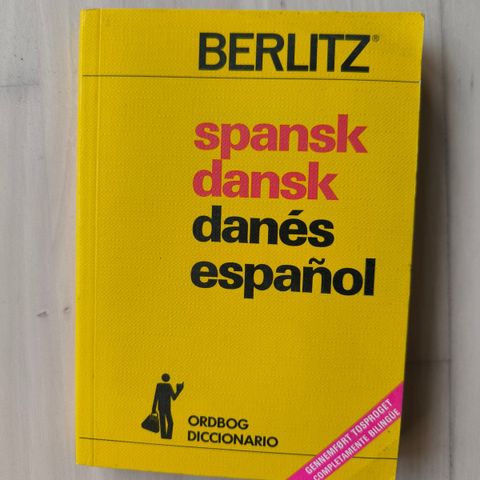 BERLITZ®
spansk
dansk
danés
español
ORDBOG
DICCIONARIO
GENNEMFØRT TOSPROGET
COMPLETAMENTE BILINGÜE